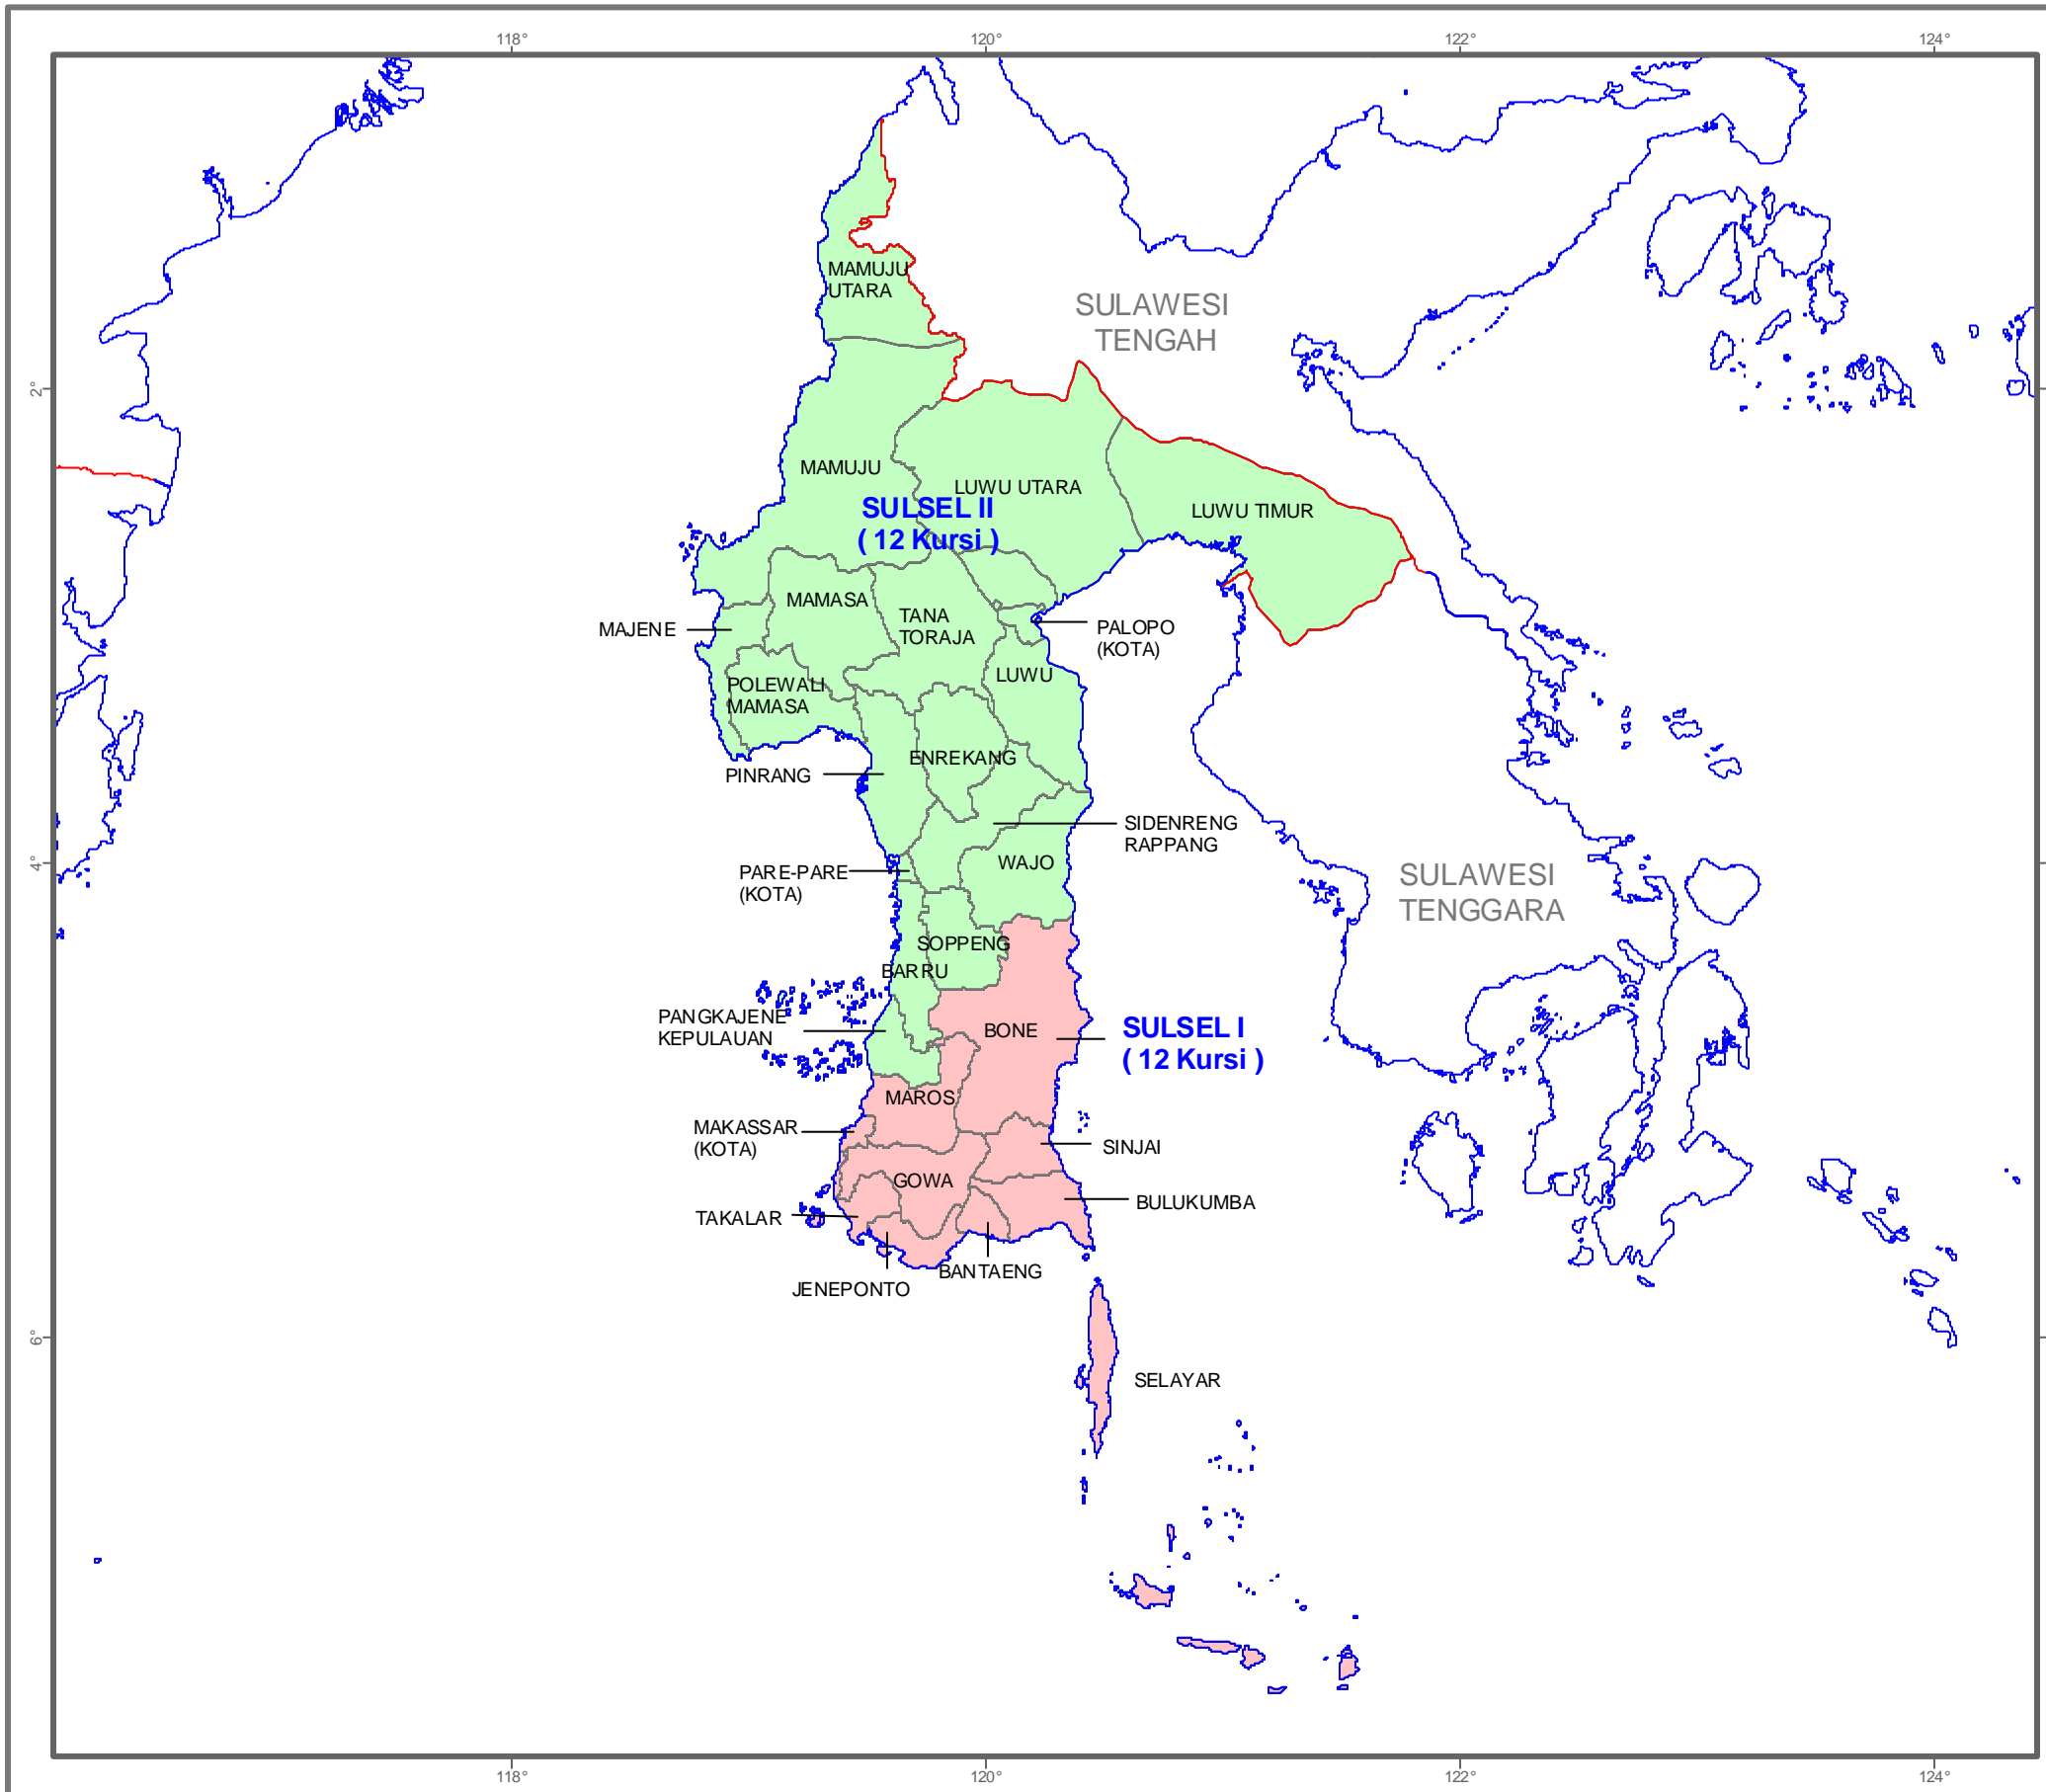 118°
120°
122°
124°
MAMUJU
UTARA
SULAWESI
TENGAH
2°
MAMUJU
LUWU UTARA
SULSEL II
( 12 Kursi )
LUWU TIMUR
MAMASA
TANA
TORAJA
MAJENE
PALOPO
(KOTA)
LUWU
POLEWALI
MAMASA
ENREKANG
PINRANG
SIDENRENG
RAPPANG
WAJO
4°
PARE-PARE
(KOTA)
SULAWESI
TENGGARA
SOPPENG
BARRU
PANGKAJENE
KEPULAUAN
BONE
SULSEL I
( 12 Kursi )
MAROS
MAKASSAR
(KOTA)
SINJAI
GOWA
BULUKUMBA
TAKALAR
BANTAENG
JENEPONTO
6°
SELAYAR
118°
120°
122°
124°